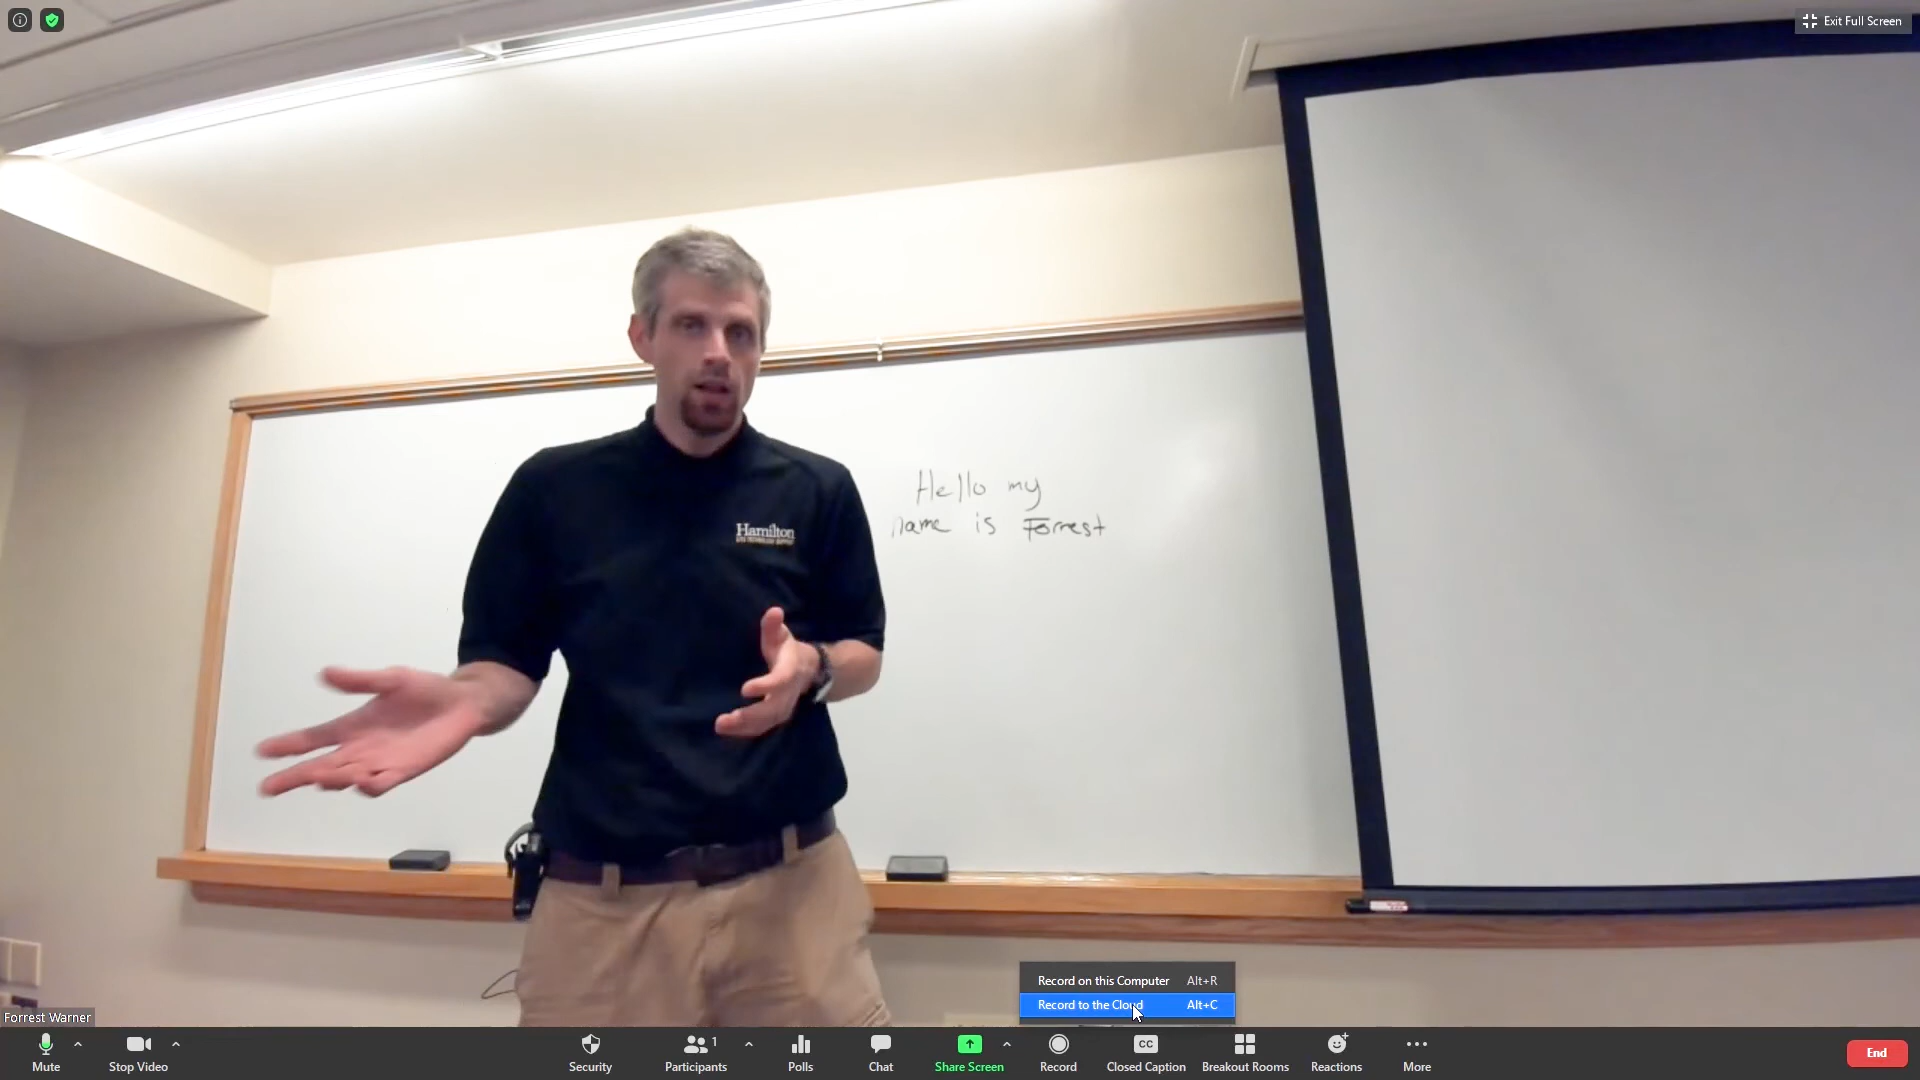 Exit Full Screen
Hello my
name is Forrest
Hamilton
Record on this Computer Alt+R
Record to the Cloud Alt+C
Forrest Warner
1
CC
Mute Stop Video Security Participants Polls Chat Share Screen Record Closed Caption Breakout Rooms Reactions More End